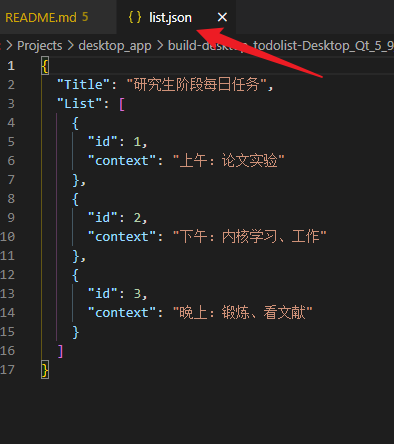 README.md 5
{ } list.json ×
> Projects > desktop_app > build-desktop_todolist-Desktop_Qt_5_9
1 {
2 "Title": "研究生阶段每日任务",
3 "List": [
4 {
5 "id": 1,
6 "context": "上午：论文实验"
7 },
8 {
9 "id": 2,
10 "context": "下午：内核学习、工作"
11 },
12 {
13 "id": 3,
14 "context": "晚上：锻炼、看文献"
15 }
16 ]
17 }